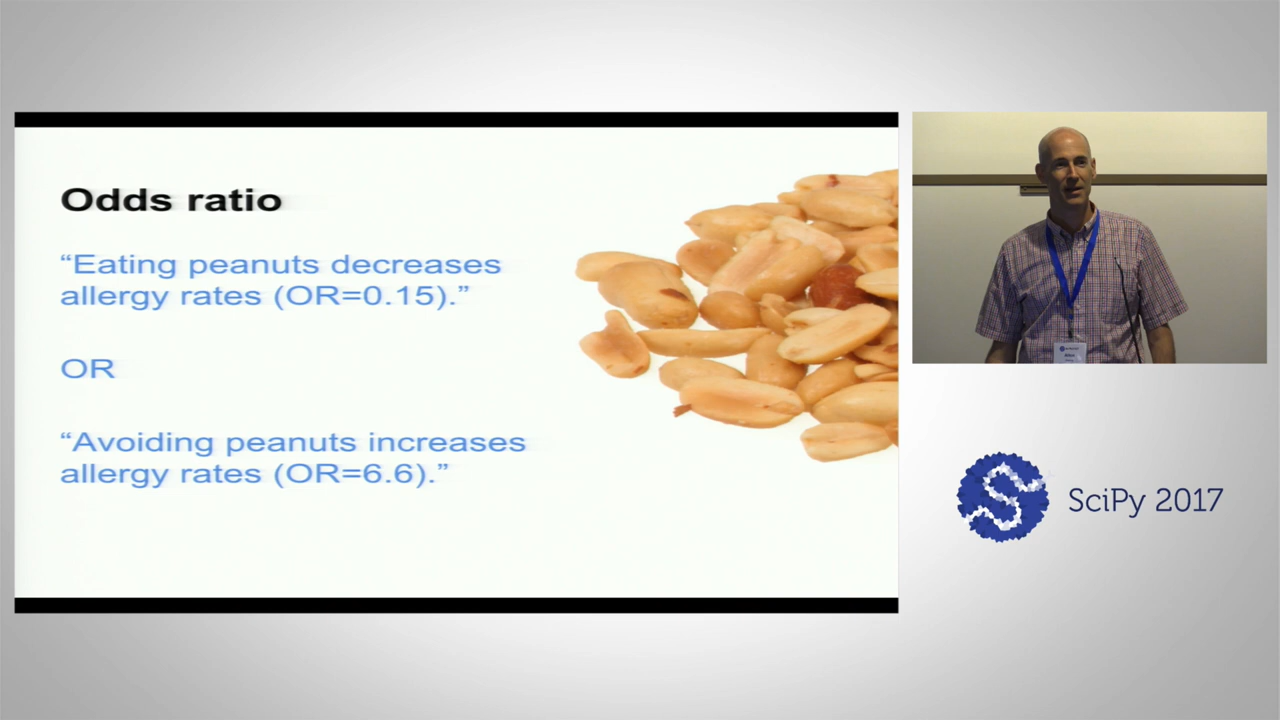 Odds ratio
“Eating peanuts decreases
allergy rates (OR=0.15).”
OR
“Avoiding peanuts increases
allergy rates (OR=6.6).”
SciPy 2017